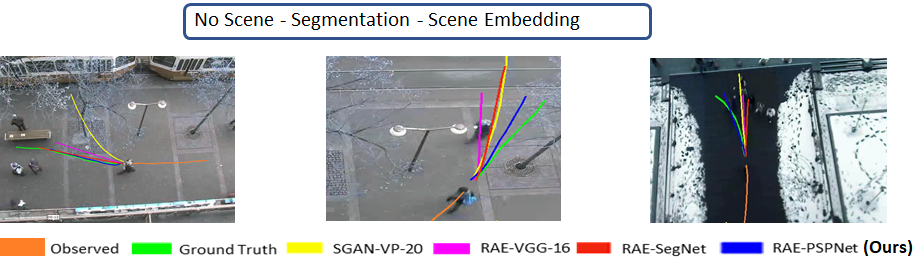 No Scene - Segmentation - Scene Embedding
Observed Ground Truth SGAN-VP-20 RAE-VGG-16 RAE-SegNet RAE-PSPNet (Ours)